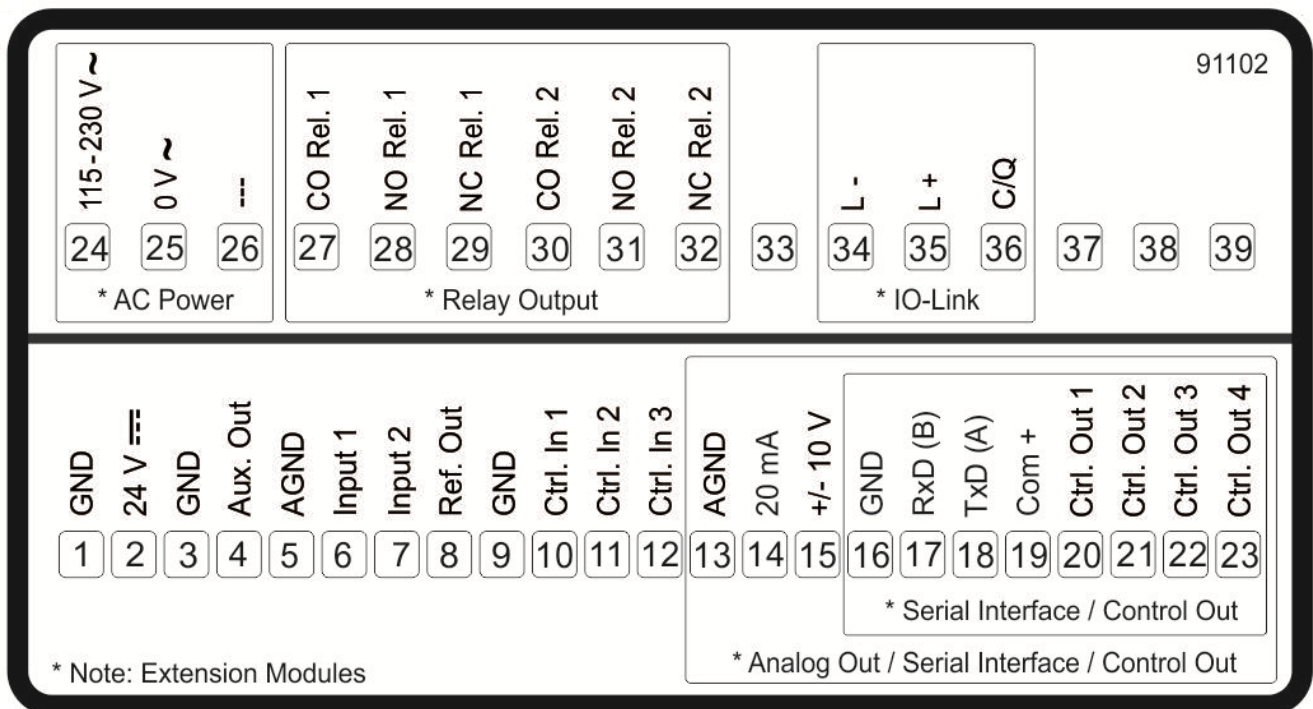 91102
115-230 V~
0 V ~
---
CO Rel. 1
NO Rel. 1
NC Rel. 1
CO Rel. 2
NO Rel. 2
NC Rel. 2
L -
L +
C/Q
24 25 26 27 28 29 30 31 32 33 34 35 36 37 38 39
* AC Power
* Relay Output
* IO-Link
GND
24 V ⎓
GND
Aux. Out
AGND
Input 1
Input 2
Ref. Out
GND
Ctrl. In 1
Ctrl. In 2
Ctrl. In 3
AGND
20 mA
+/- 10 V
GND
RxD (B)
TxD (A)
Com +
Ctrl. Out 1
Ctrl. Out 2
Ctrl. Out 3
Ctrl. Out 4
1 2 3 4 5 6 7 8 9 10 11 12 13 14 15 16 17 18 19 20 21 22 23
* Serial Interface / Control Out
* Analog Out / Serial Interface / Control Out
* Note: Extension Modules